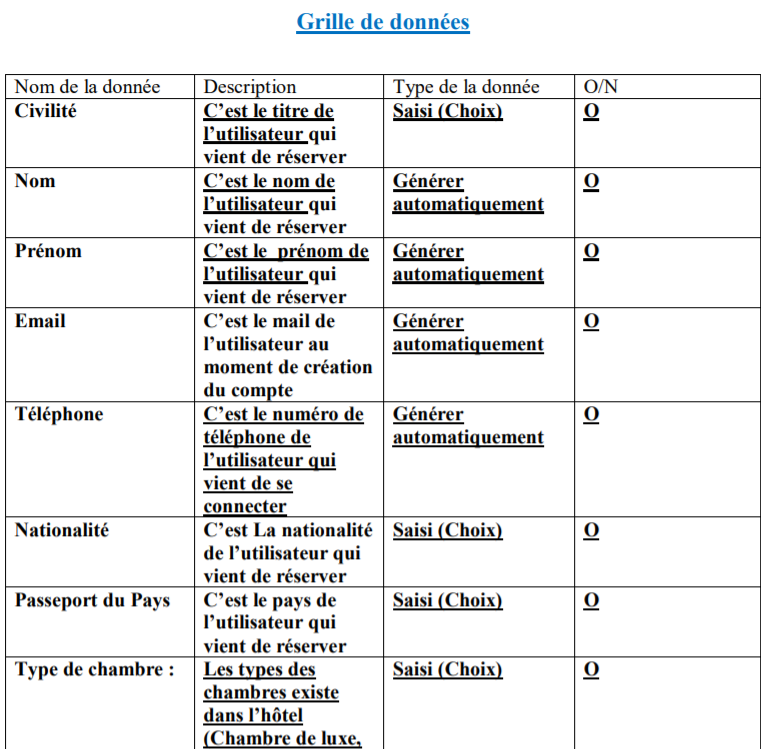 Grille de données
Nom de la donnée Description Type de la donnée O/N
Civilité C’est le titre de Saisi (Choix) O
l’utilisateur qui
vient de réserver
Nom C’est le nom de Générer O
l’utilisateur qui automatiquement
vient de réserver
Prénom C’est le prénom de Générer O
l’utilisateur qui automatiquement
vient de réserver
Email C’est le mail de Générer O
l’utilisateur au automatiquement
moment de création
du compte
Téléphone C’est le numéro de Générer O
téléphone de automatiquement
l’utilisateur qui
vient de se
connecter
Nationalité C’est La nationalité Saisi (Choix) O
de l’utilisateur qui
vient de réserver
Passeport du Pays C’est le pays de Saisi (Choix) O
l’utilisateur qui
vient de réserver
Type de chambre : Les types des Saisi (Choix) O
chambres existe
dans l’hôtel
(Chambre de luxe,